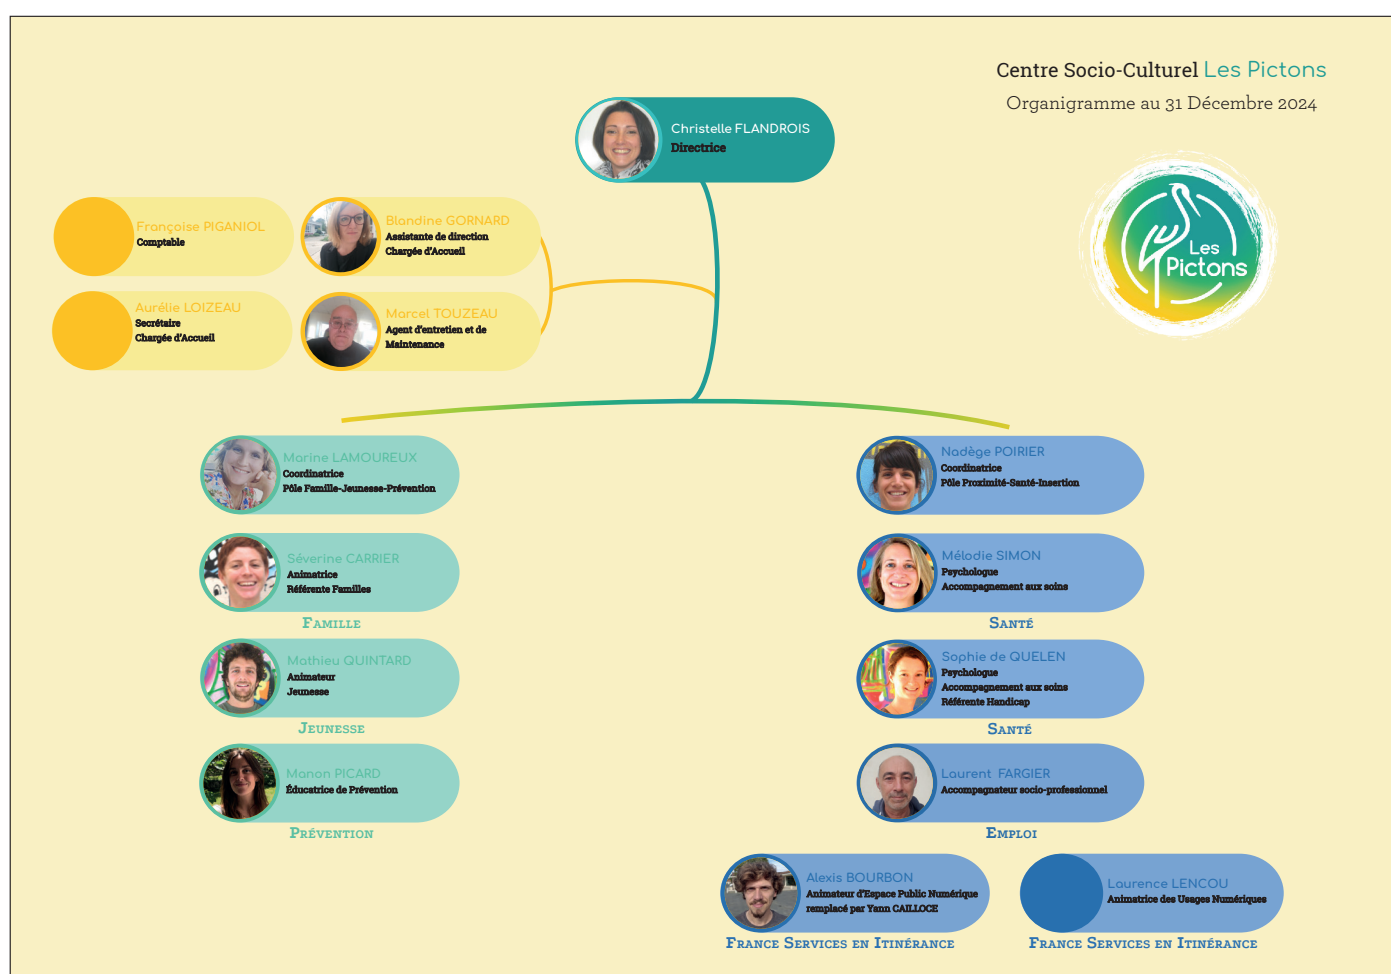 Centre Socio-Culturel Les Pictons
Organigramme au 31 Décembre 2024
Christelle FLANDROIS
Directrice
Les
Pictons
Françoise PIGANIOL
Comptable
Blandine GORNARD
Assistante de direction
Chargée d'Accueil
Aurélie LOIZEAU
Secrétaire
Chargée d'Accueil
Marcel TOUZEAU
Agent d'entretien et de
Maintenance
Marine LAMOUREUX
Coordinatrice
Pôle Famille-Jeunesse-Prévention
Séverine CARRIER
Animatrice
Référente Familles
Famille
Mathieu QUINTARD
Animateur
Jeunesse
Jeunesse
Manon PICARD
Éducatrice de Prévention
Prévention
Nadège POIRIER
Coordinatrice
Pôle Proximité-Santé-Insertion
Mélodie SIMON
Psychologue
Accompagnement aux soins
Santé
Sophie de QUELEN
Psychologue
Accompagnement aux soins
Référente Handicap
Santé
Laurent FARGIER
Accompagnateur socio-professionnel
Emploi
Alexis BOURBON
Animateur d'Espace Public Numérique
remplacé par Yann CAILLOCE
France Services en Itinérance
Laurence LENCOU
Animatrice des Usages Numériques
France Services en Itinérance